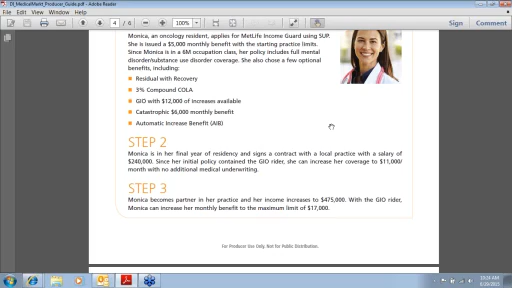 DI_MedicalMarkt_Producer_Guide.pdf - Adobe Reader
File Edit View Window Help
4 / 6 100%
Sign Comment
Monica, an oncology resident, applies for MetLife Income Guard using SUP.
She is issued a $5,000 monthly benefit with the starting practice limits.
Since Monica is in a 6M occupation class, her policy includes full mental
disorder/substance use disorder coverage. She also chose a few optional
benefits, including:
Residual with Recovery
3% Compound COLA
GIO with $12,000 of increases available
Catastrophic $6,000 monthly benefit
Automatic Increase Benefit (AIB)
STEP 2
Monica is in her final year of residency and signs a contract with a local practice with a salary of
$240,000. Since her initial policy contained the GIO rider, she can increase her coverage to $11,000/
month with no additional medical underwriting.
STEP 3
Monica becomes partner in her practice and her income increases to $475,000. With the GIO rider,
Monica can increase her monthly benefit to the maximum limit of $17,000.
For Producer Use Only. Not for Public Distribution.